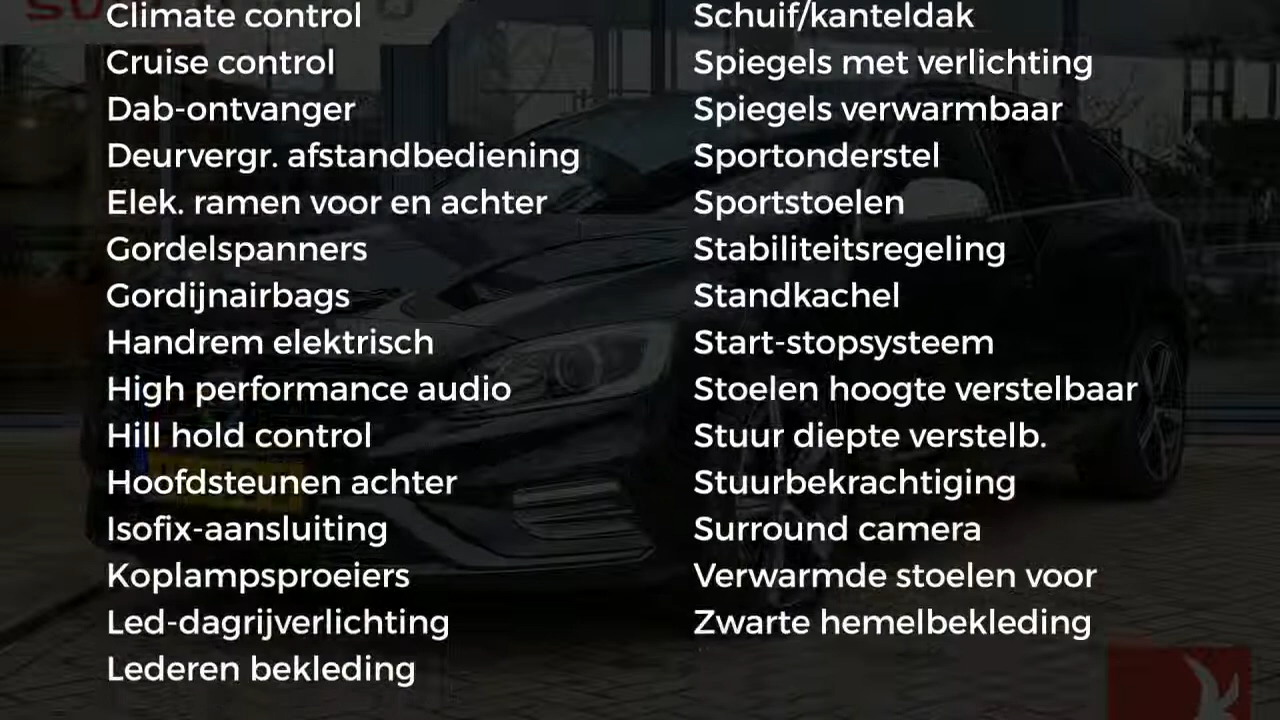 Climate control
Cruise control
Dab-ontvanger
Deurvergr. afstandbediening
Elek. ramen voor en achter
Gordelspanners
Gordijnairbags
Handrem elektrisch
High performance audio
Hill hold control
Hoofdsteunen achter
Isofix-aansluiting
Koplampsproeiers
Led-dagrijverlichting
Lederen bekleding
Schuif/kanteldak
Spiegels met verlichting
Spiegels verwarmbaar
Sportonderstel
Sportstoelen
Stabiliteitsregeling
Standkachel
Start-stopsysteem
Stoelen hoogte verstelbaar
Stuur diepte verstelb.
Stuurbekrachtiging
Surround camera
Verwarmde stoelen voor
Zwarte hemelbekleding